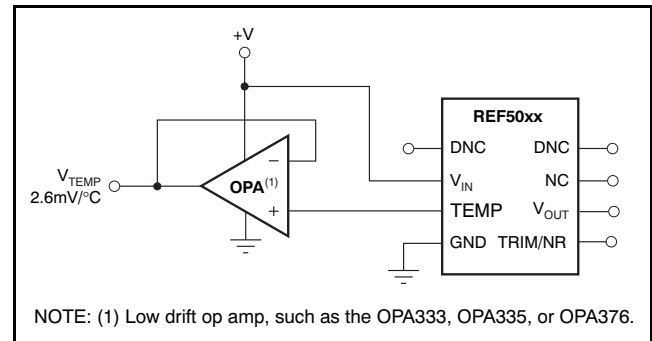 +V
REF50xx
DNC
DNC
V_TEMP
2.6mV/°C
OPA(1)
−
+
V_IN
NC
TEMP
V_OUT
GND
TRIM/NR
NOTE: (1) Low drift op amp, such as the OPA333, OPA335, or OPA376.